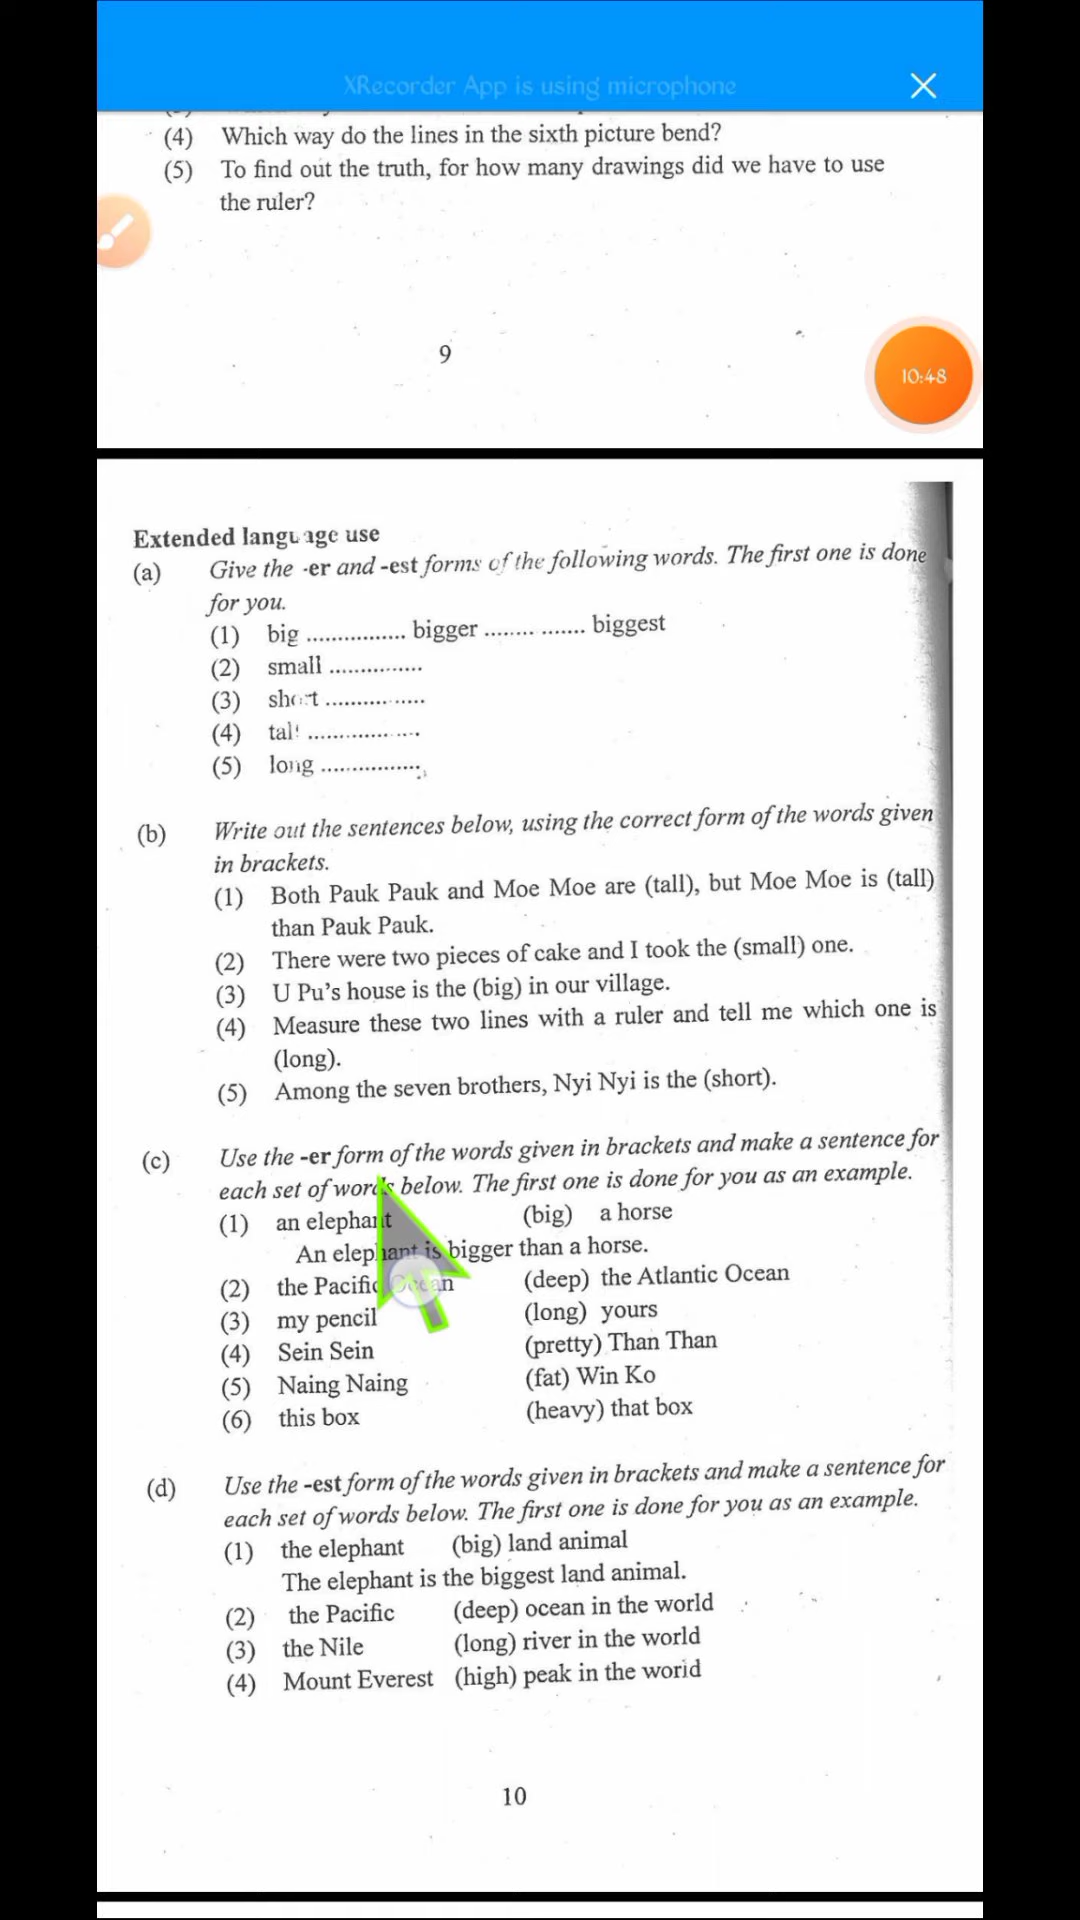 XRecorder App is using microphone
(4) Which way do the lines in the sixth picture bend?
(5) To find out the truth, for how many drawings did we have to use
the ruler?
9
10:48
Extended language use
(a) Give the -er and -est forms of the following words. The first one is done
for you.
(1) big ................ bigger ........ ....... biggest
(2) small ...............
(3) short ................
(4) tall .................
(5) long .................
(b) Write out the sentences below, using the correct form of the words given
in brackets.
(1) Both Pauk Pauk and Moe Moe are (tall), but Moe Moe is (tall)
than Pauk Pauk.
(2) There were two pieces of cake and I took the (small) one.
(3) U Pu's house is the (big) in our village.
(4) Measure these two lines with a ruler and tell me which one is
(long).
(5) Among the seven brothers, Nyi Nyi is the (short).
(c) Use the -er form of the words given in brackets and make a sentence for
each set of words below. The first one is done for you as an example.
(1) an elephant (big) a horse
An elephant is bigger than a horse.
(2) the Pacific Ocean (deep) the Atlantic Ocean
(3) my pencil (long) yours
(4) Sein Sein (pretty) Than Than
(5) Naing Naing (fat) Win Ko
(6) this box (heavy) that box
(d) Use the -est form of the words given in brackets and make a sentence for
each set of words below. The first one is done for you as an example.
(1) the elephant (big) land animal
The elephant is the biggest land animal.
(2) the Pacific (deep) ocean in the world
(3) the Nile (long) river in the world
(4) Mount Everest (high) peak in the world
10